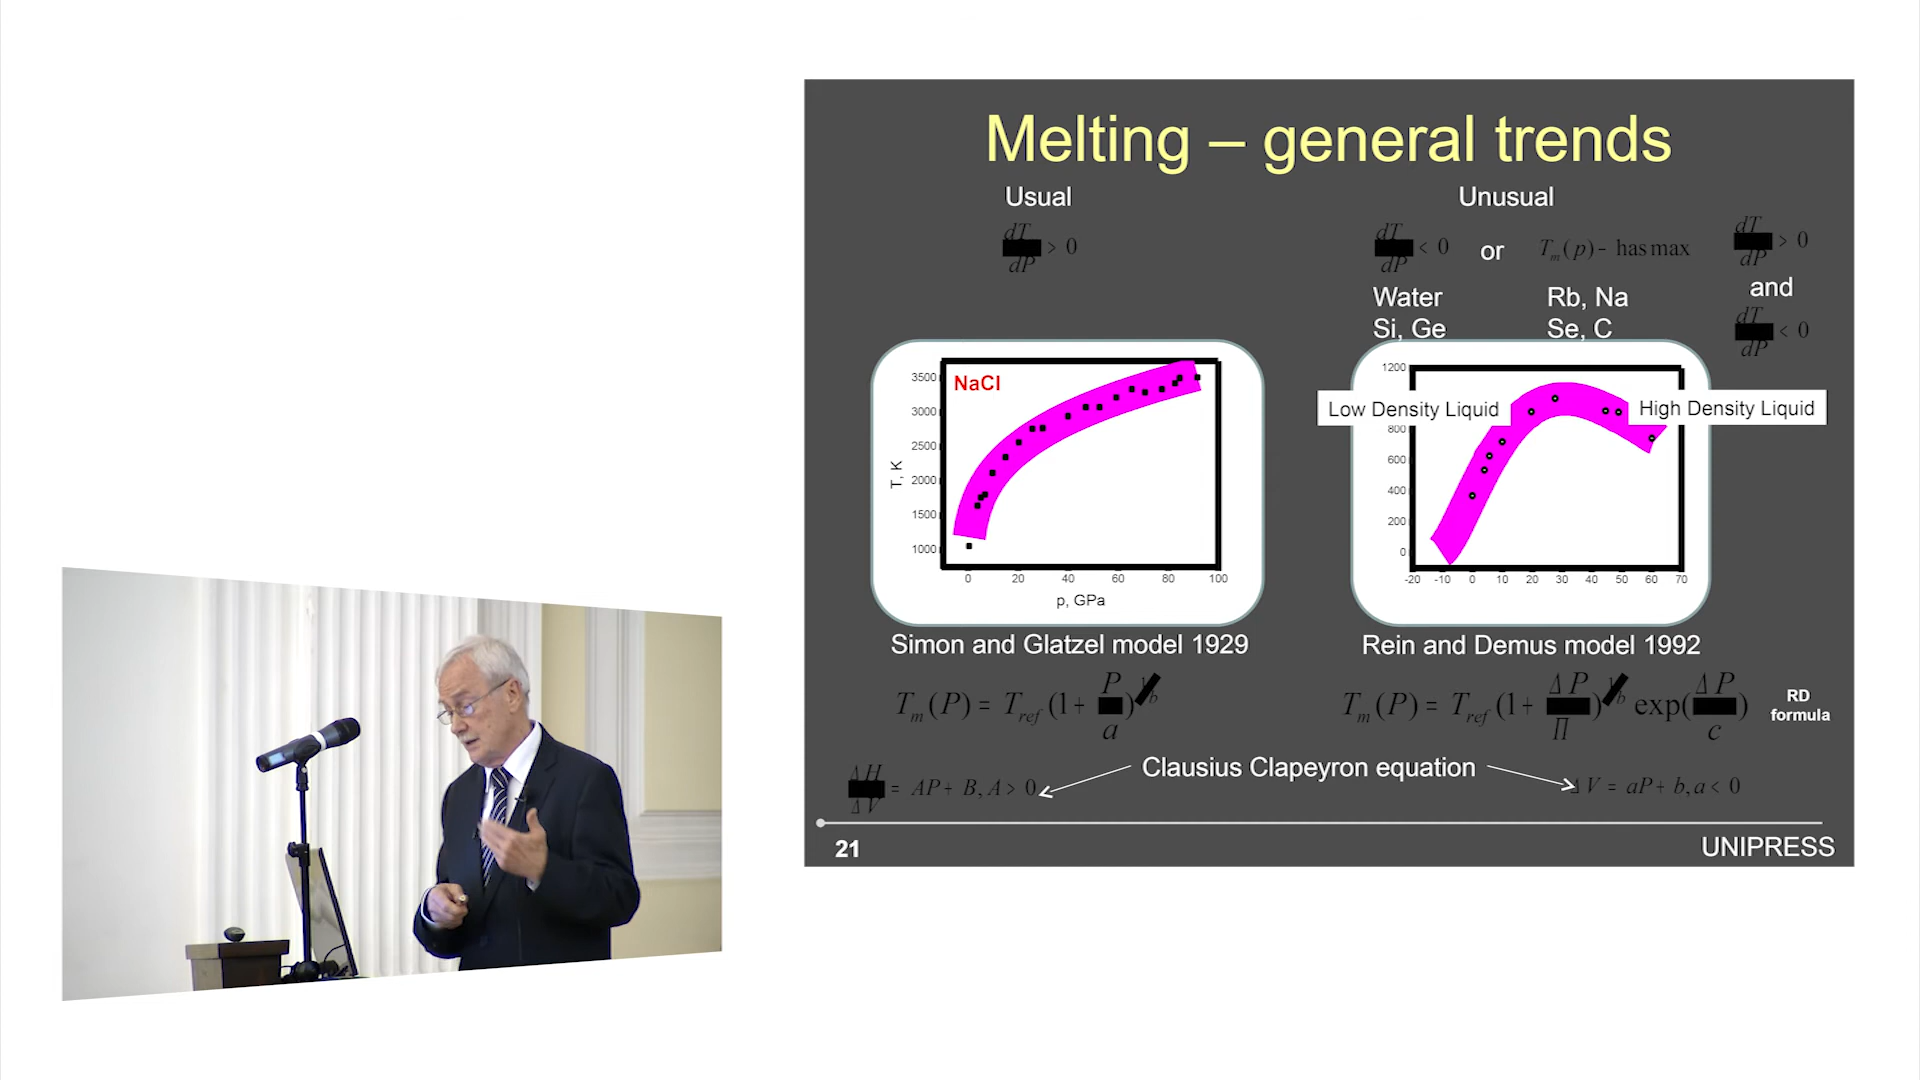 Melting – general trends
Usual
Unusual
dT/dP > 0
dT/dP < 0
or
T_m(p) - has max
dT/dP > 0
and
dT/dP < 0
Water
Si, Ge
Rb, Na
Se, C
NaCl
T, K
3500
3000
2500
2000
1500
1000
0 20 40 60 80 100
p, GPa
Low Density Liquid
High Density Liquid
1200
800
600
400
200
0
-20 -10 0 10 20 30 40 50 60 70
Simon and Glatzel model 1929
Rein and Demus model 1992
T_m(P) = T_ref(1+ P/a)^1/b
T_m(P) = T_ref(1+ ΔP/Π)^1/b exp(ΔP/c)
RD
formula
Clausius Clapeyron equation
ΔH/ΔV = AP + B, A > 0
ΔV = aP + b, a < 0
21
UNIPRESS